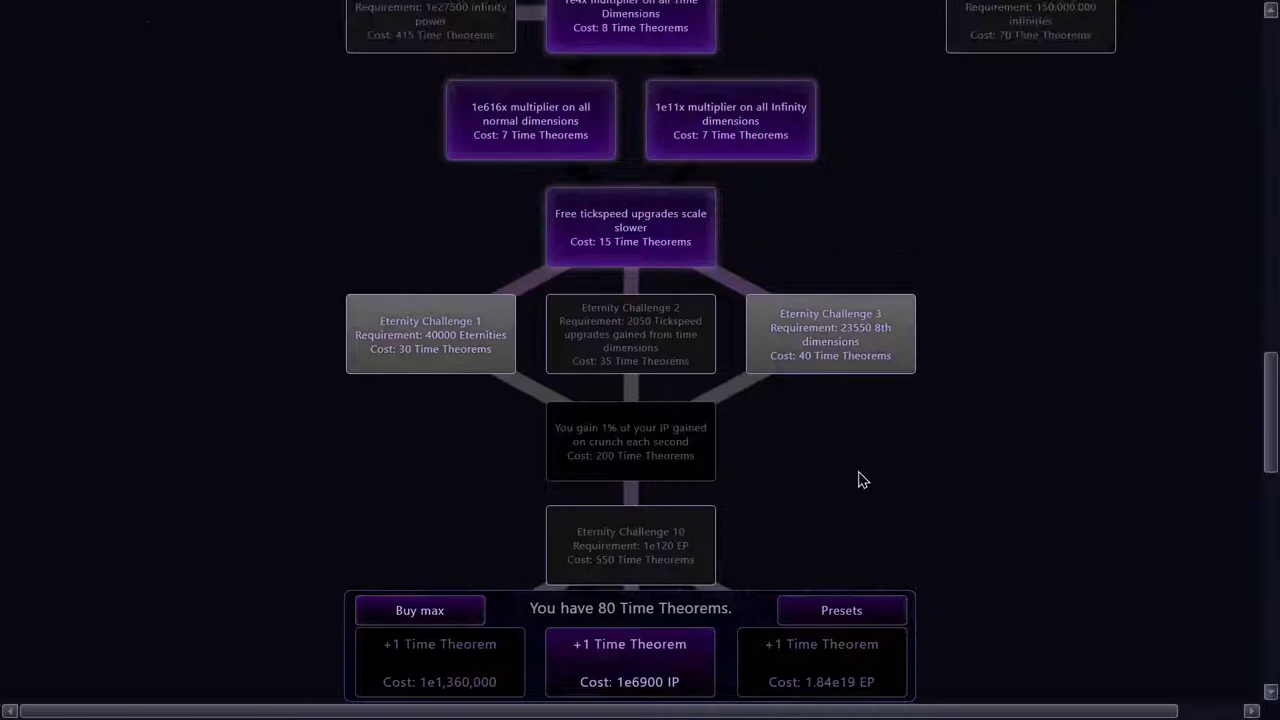 Requirement: 1e27500 infinity
power
Cost: 415 Time Theorems
1e4x multiplier on all Time
Dimensions
Cost: 8 Time Theorems
Requirement: 150,000,000
infinities
Cost: 70 Time Theorems
1e616x multiplier on all
normal dimensions
Cost: 7 Time Theorems
1e11x multiplier on all Infinity
dimensions
Cost: 7 Time Theorems
Free tickspeed upgrades scale
slower
Cost: 15 Time Theorems
Eternity Challenge 1
Requirement: 40000 Eternities
Cost: 30 Time Theorems
Eternity Challenge 2
Requirement: 2050 Tickspeed
upgrades gained from time
dimensions
Cost: 35 Time Theorems
Eternity Challenge 3
Requirement: 23550 8th
dimensions
Cost: 40 Time Theorems
You gain 1% of your IP gained
on crunch each second
Cost: 200 Time Theorems
Eternity Challenge 10
Requirement: 1e120 EP
Cost: 550 Time Theorems
Buy max
You have 80 Time Theorems.
Presets
+1 Time Theorem
Cost: 1e1,360,000
+1 Time Theorem
Cost: 1e6900 IP
+1 Time Theorem
Cost: 1.84e19 EP